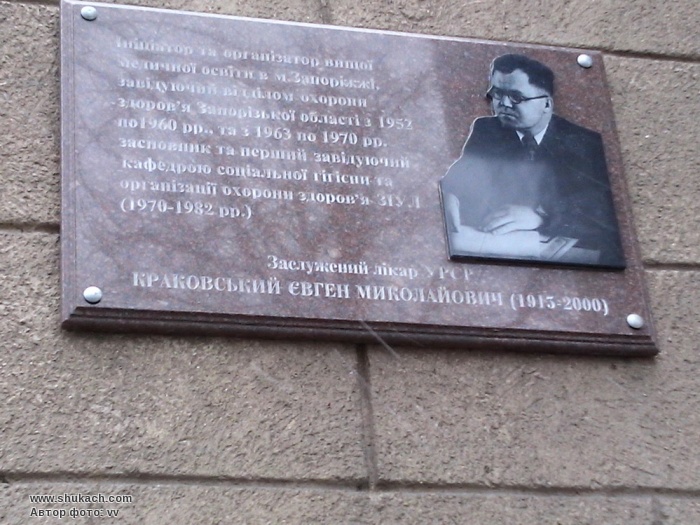 Ініціатор та організатор вищої
медичної освіти в м.Запоріжжі,
завідуючий відділом охорони
здоров'я Запорізької області з 1952
по1960 рр., та з 1963 по 1970 рр.
засновник та перший завідуючий
кафедрою соціальної гігієни та
організації охорони здоров'я ЗІУЛ
(1970-1982 рр.)
Заслужений лікар УРСР
КРАКОВСЬКИЙ ЄВГЕН МИКОЛАЙОВИЧ (1915-2000)
www.shukach.com
Автор фото: vv